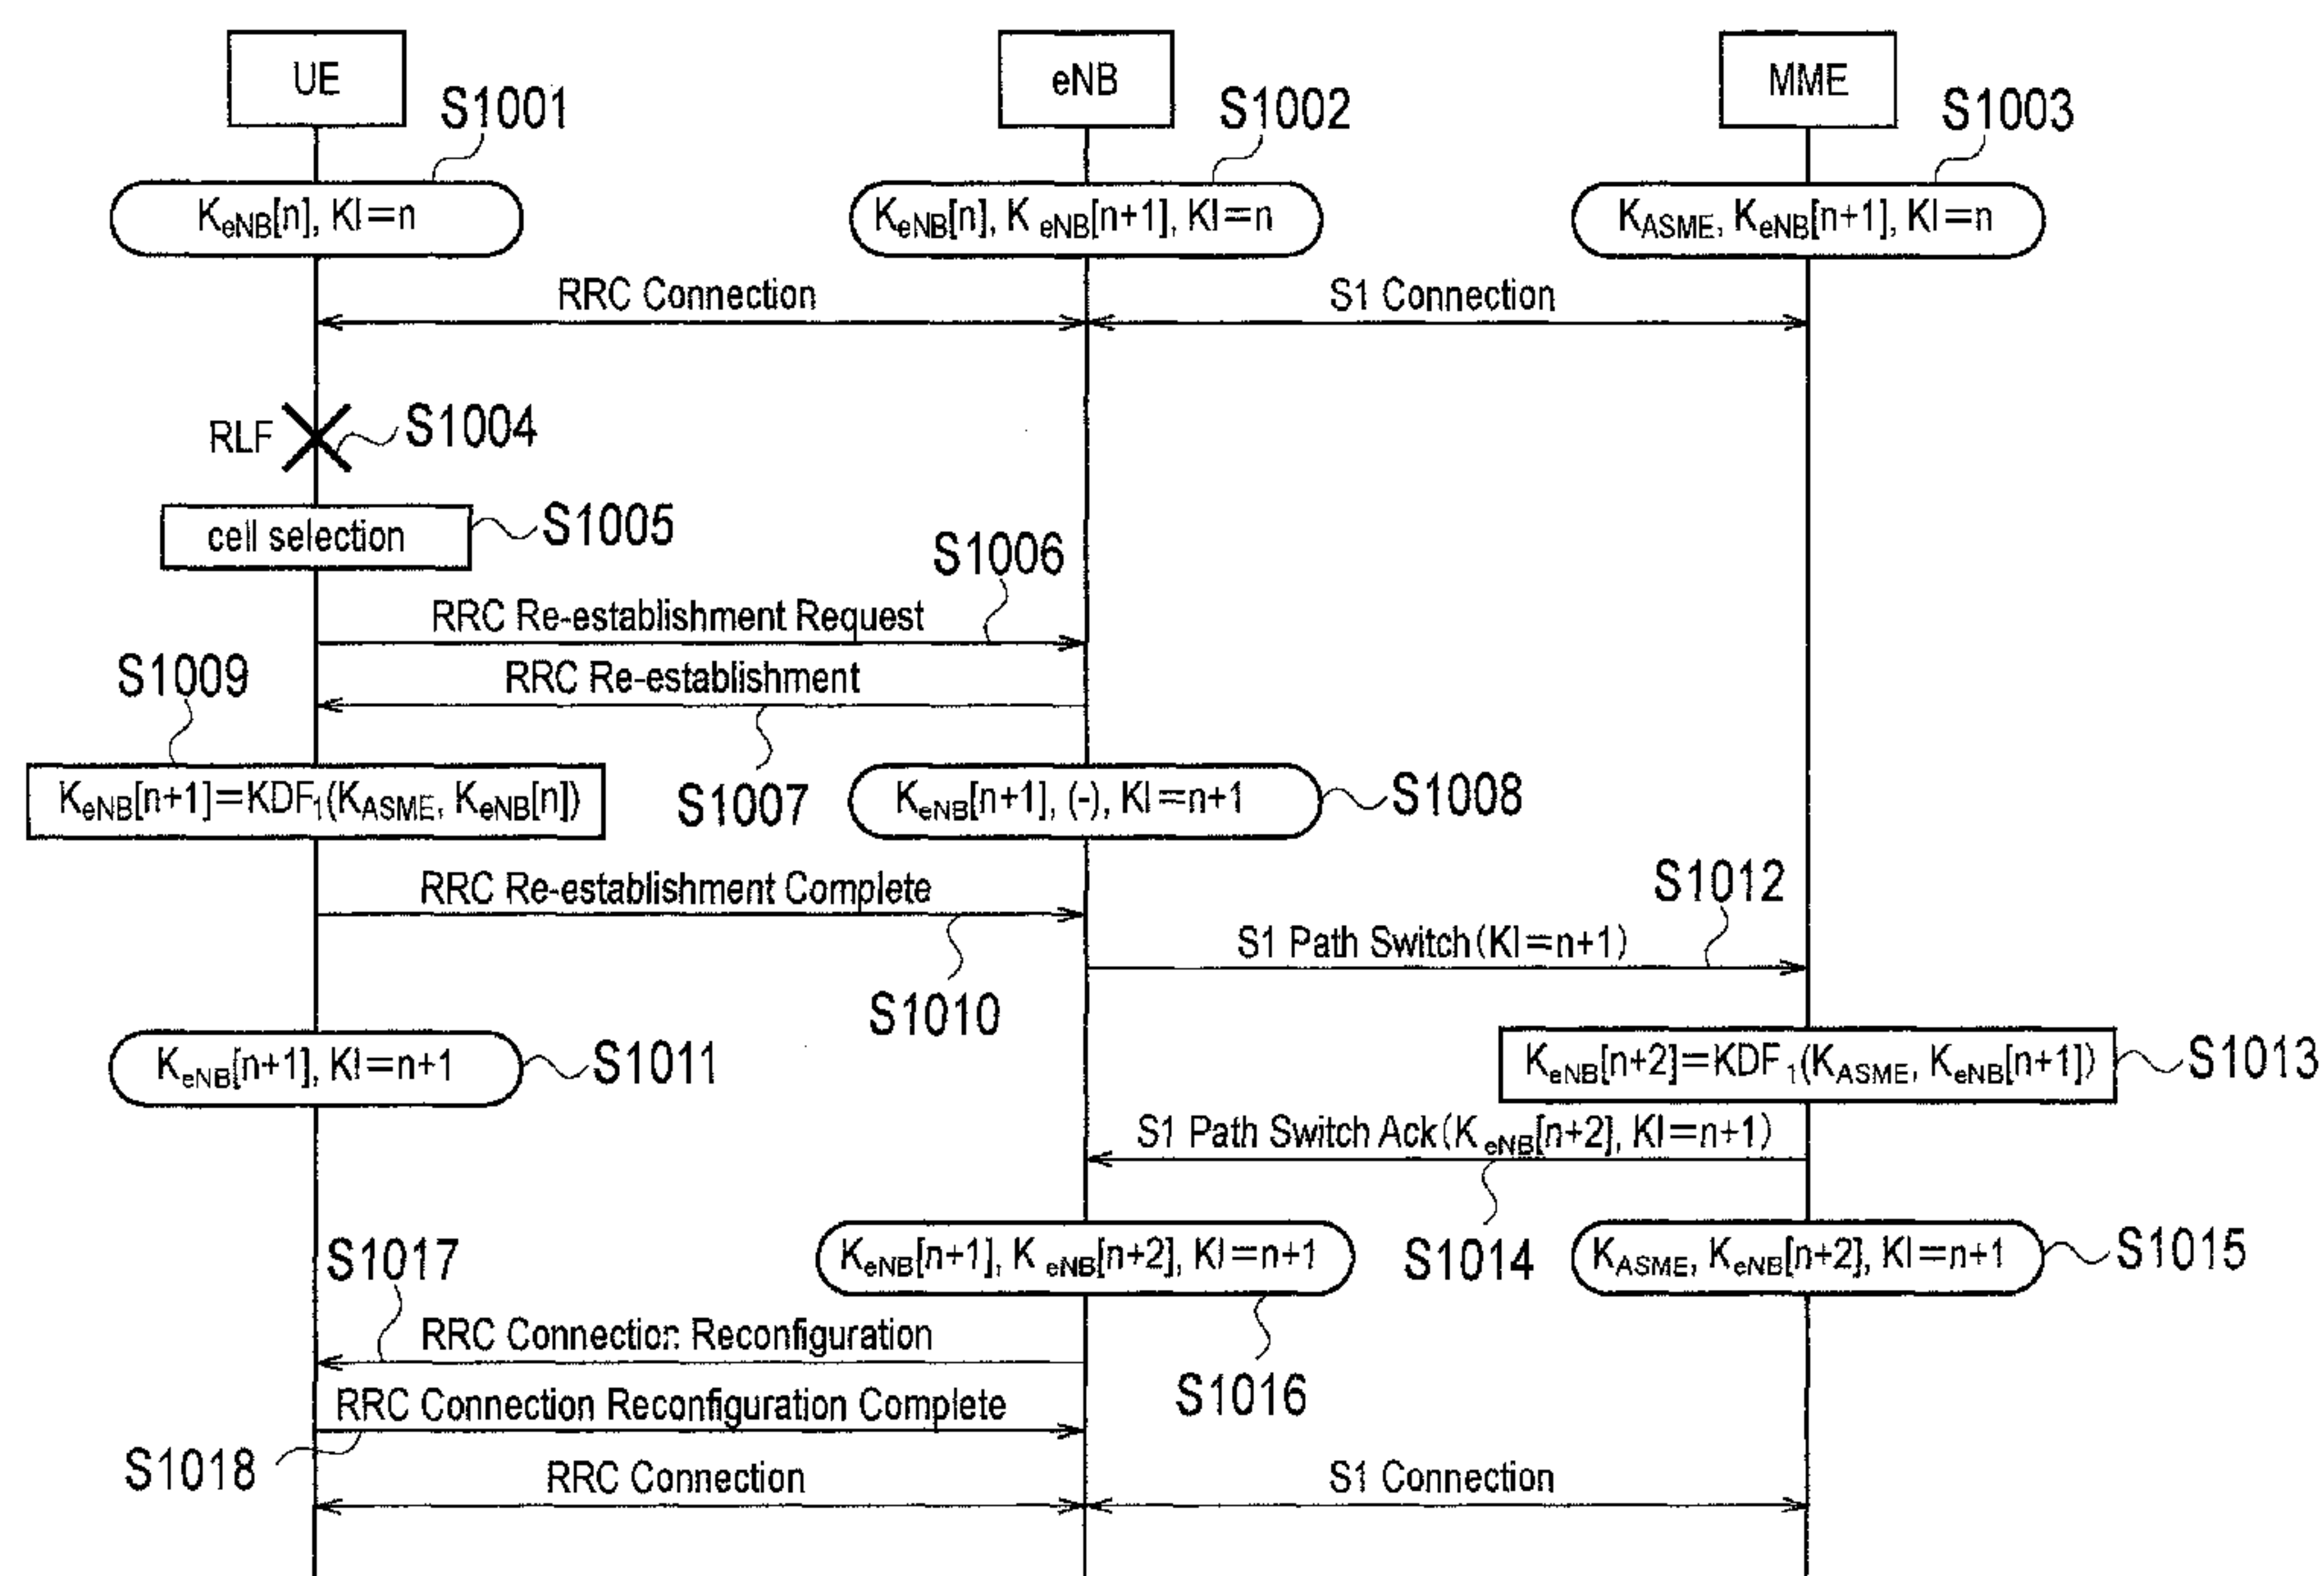 UE
eNB
MME
S1001
S1002
S1003
KeNB[n], KI=n
KeNB[n], KeNB[n+1], KI=n
KASME, KeNB[n+1], KI=n
RRC Connection
S1 Connection
RLF
S1004
cell selection
S1005
S1006
RRC Re-establishment Request
RRC Re-establishment
S1009
S1007
KeNB[n+1]=KDF1(KASME, KeNB[n])
KeNB[n+1], (-), KI=n+1
S1008
RRC Re-establishment Complete
S1012
S1 Path Switch(KI=n+1)
S1010
KeNB[n+1], KI=n+1
S1011
KeNB[n+2]=KDF1(KASME, KeNB[n+1])
S1013
S1 Path Switch Ack(KeNB[n+2], KI=n+1)
S1014
S1017
KeNB[n+1], KeNB[n+2], KI=n+1
KASME, KeNB[n+2], KI=n+1
S1015
RRC Connection Reconfiguration
S1016
RRC Connection Reconfiguration Complete
S1018
RRC Connection
S1 Connection